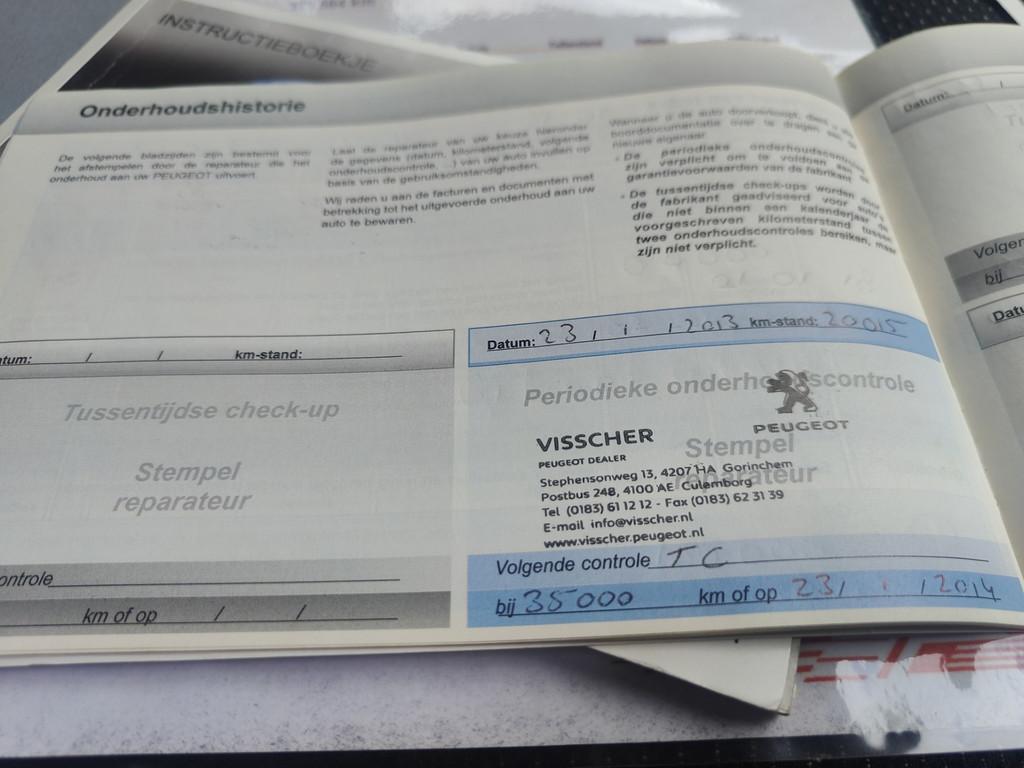 INSTRUCTIEBOEKJE
Onderhoudshistorie
De volgende bladzijden zijn bestemd voor
het afstempelen door de reparateur die het
onderhoud aan uw PEUGEOT uitvoert.
Laat de reparateur van uw keuze hieronder
de gegevens (datum, kilometerstand, volgende
onderhoudscontrole, ...) van uw auto invullen op
basis van de gebruiksomstandigheden.
Wij raden u aan de facturen en documenten met
betrekking tot het uitgevoerde onderhoud aan uw
auto te bewaren.
Wanneer u de auto doorverkoopt, dient u de
boorddocumentatie over te dragen aan de
nieuwe eigenaar.
- De periodieke onderhoudscontroles
zijn verplicht om te voldoen aan de
garantievoorwaarden van de fabrikant.
- De tussentijdse check-ups worden door
de fabrikant geadviseerd voor auto's
die niet binnen een kalenderjaar de
voorgeschreven kilometerstand tussen
twee onderhoudscontroles bereiken, maar
zijn niet verplicht.
tum: / / km-stand:
Tussentijdse check-up
Stempel
reparateur
ontrole
km of op / /
Datum: 23 / 1 / 2013 km-stand: 20015
Periodieke onderhoudscontrole
PEUGEOT
Stempel
reparateur
VISSCHER
PEUGEOT DEALER
Stephensonweg 13, 4207 HA Gorinchem
Postbus 248, 4100 AE Culemborg
Tel (0183) 61 12 12 - Fax (0183) 62 31 39
E-mail info@visscher.nl
www.visscher.peugeot.nl
Volgende controle TC
bij 35000 km of op 23 / 1 / 2014
Datum: /
Volgen
bij
Datu